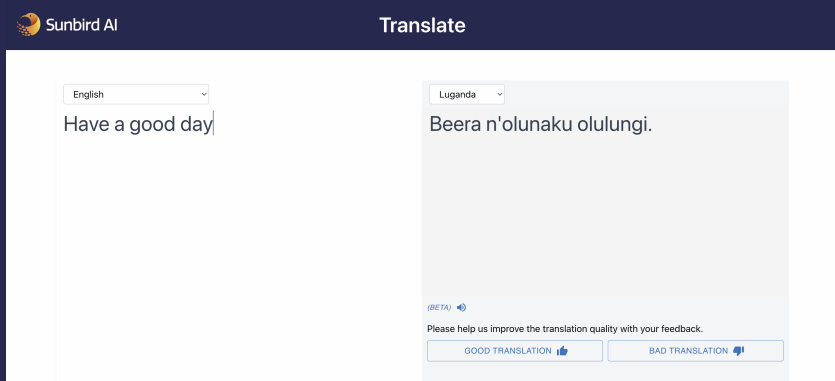 Sunbird AI
Translate
English
Luganda
Have a good day
Beera n'olunaku olulungi.
(BETA)
Please help us improve the translation quality with your feedback.
GOOD TRANSLATION
BAD TRANSLATION